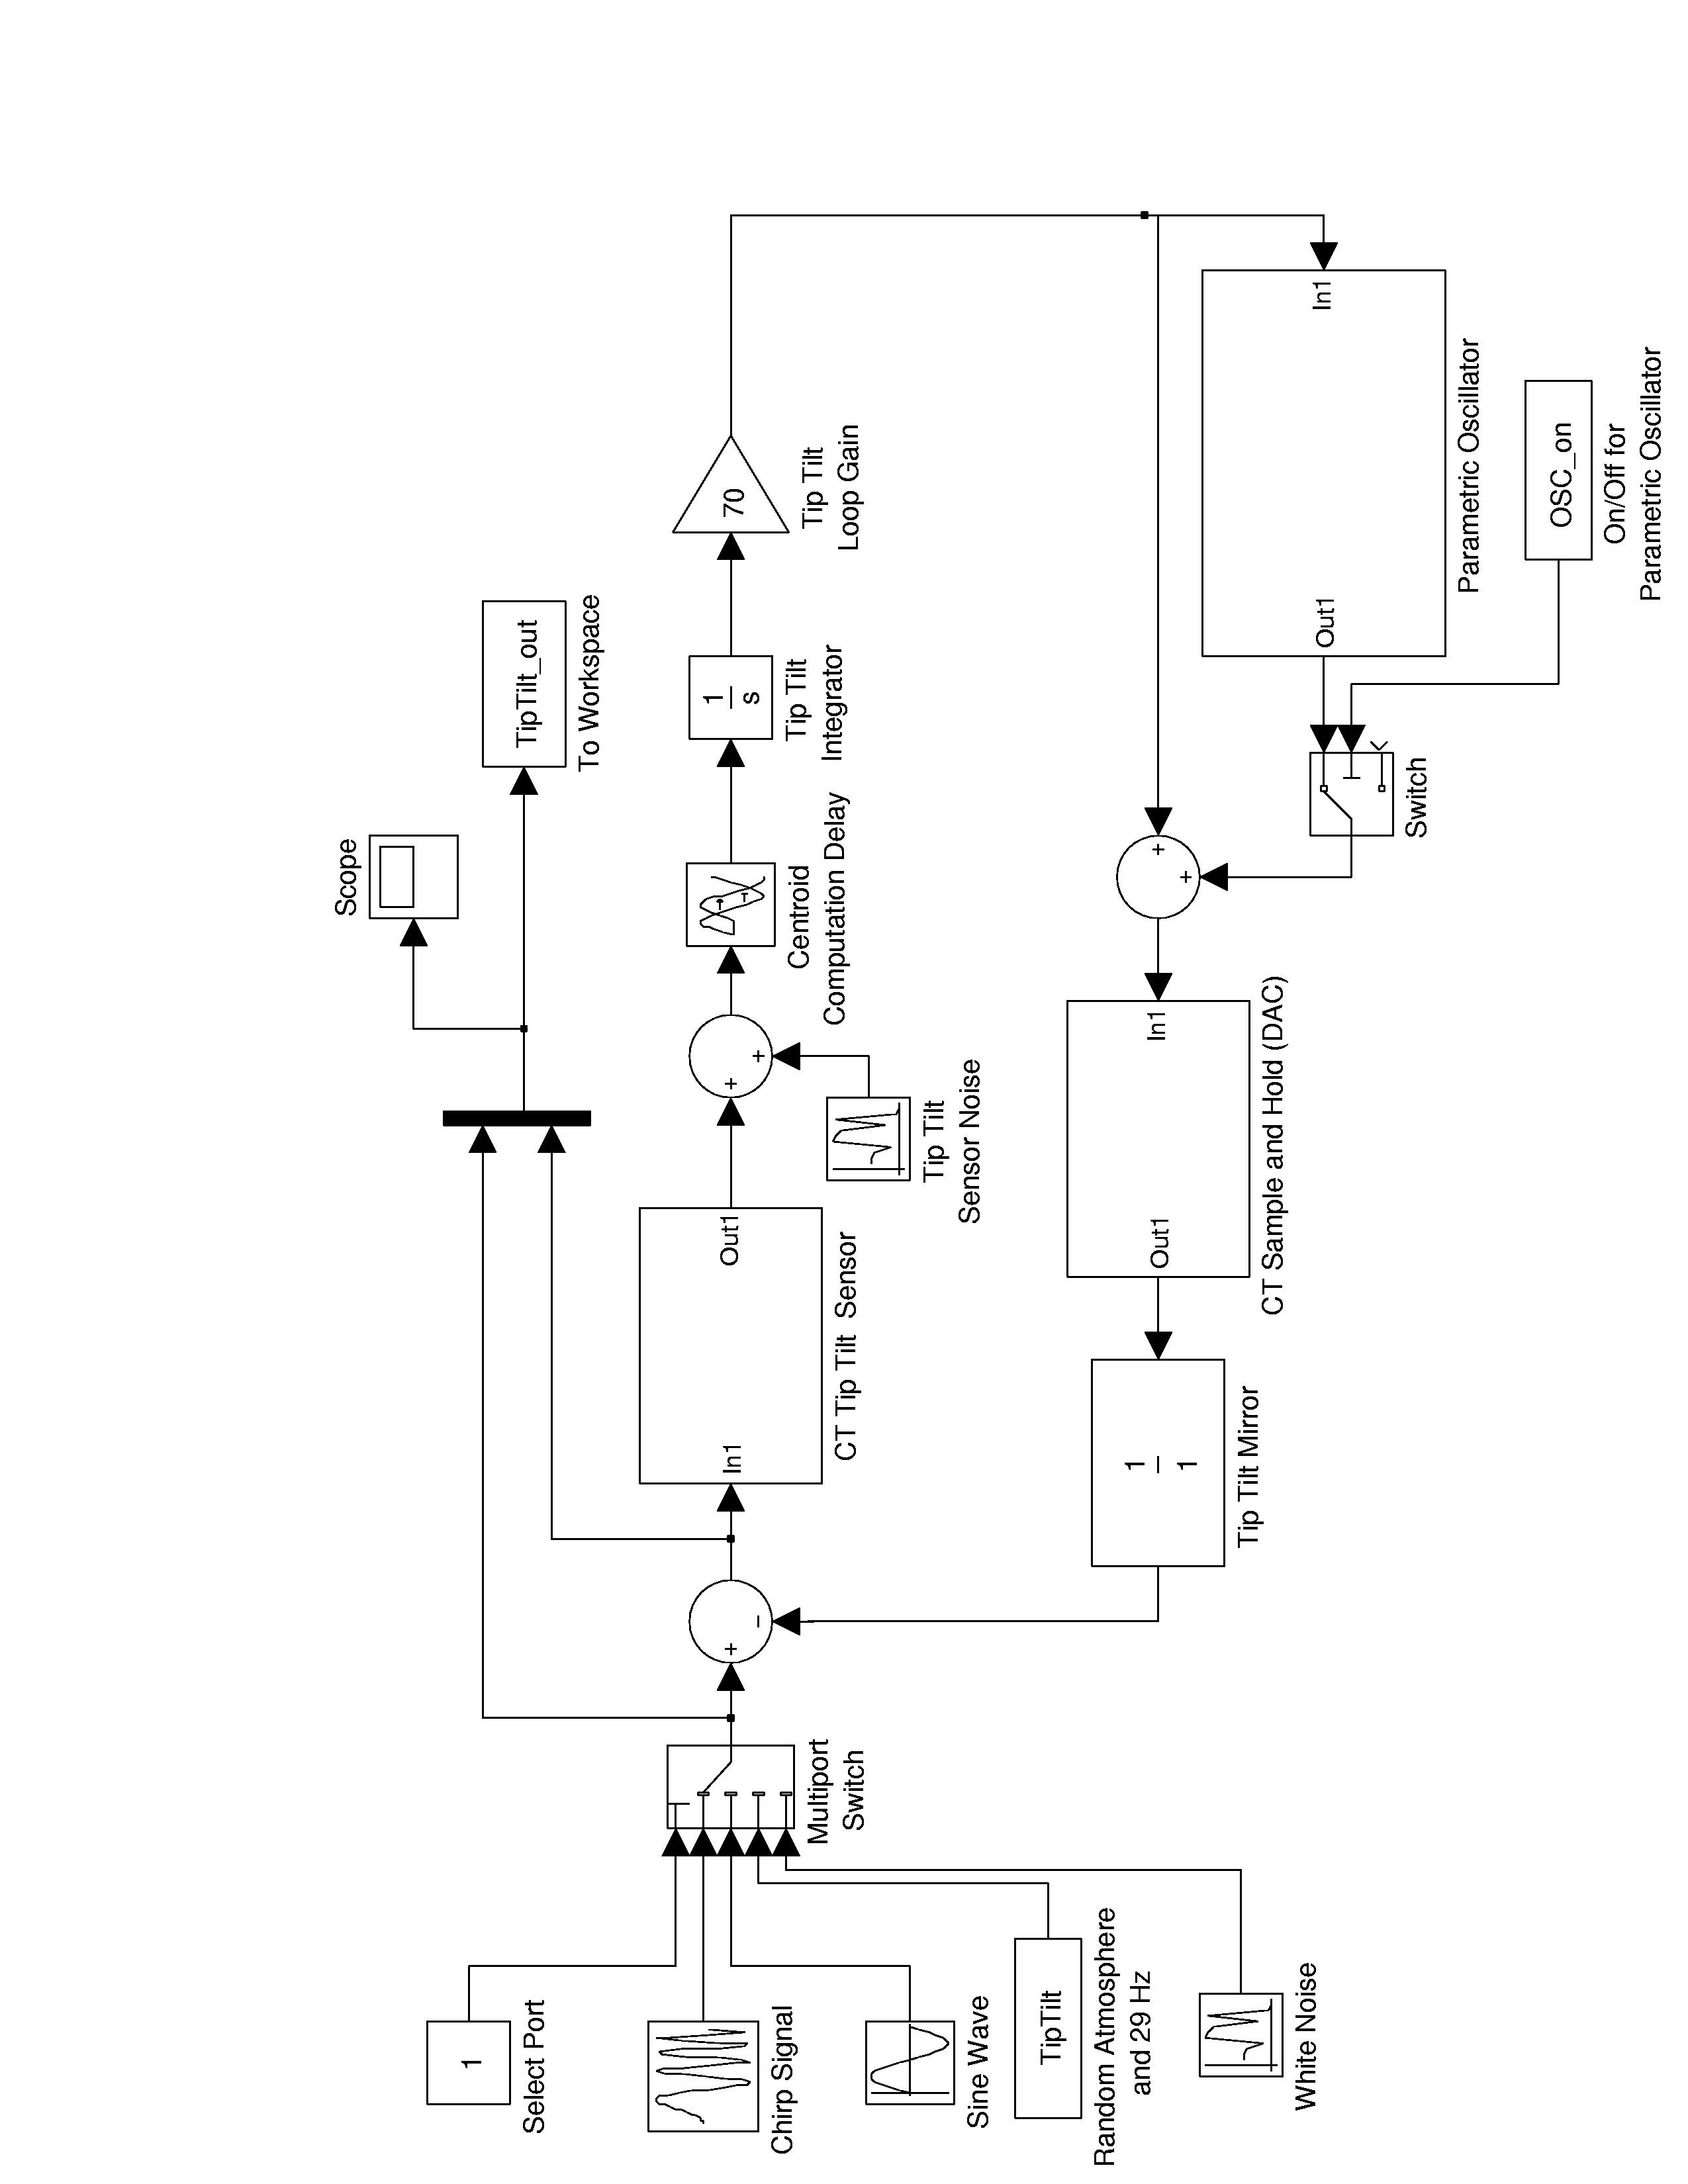 Scope
TipTilt_out
To Workspace
1
Select Port
Chirp Signal
Sine Wave
TipTilt
Random Atmosphere
and 29 Hz
White Noise
Multiport
Switch
+
−
In1
Out1
CT Tip Tilt  Sensor
+
+
Tip Tilt
Sensor Noise
Centroid
Computation Delay
1
s
Tip Tilt
Integrator
70
Tip Tilt
Loop Gain
1
1
Tip Tilt Mirror
Out1
In1
CT Sample and Hold (DAC)
+
+
Switch
Out1
In1
Parametric Oscillator
OSC_on
On/Off for
Parametric Oscillator